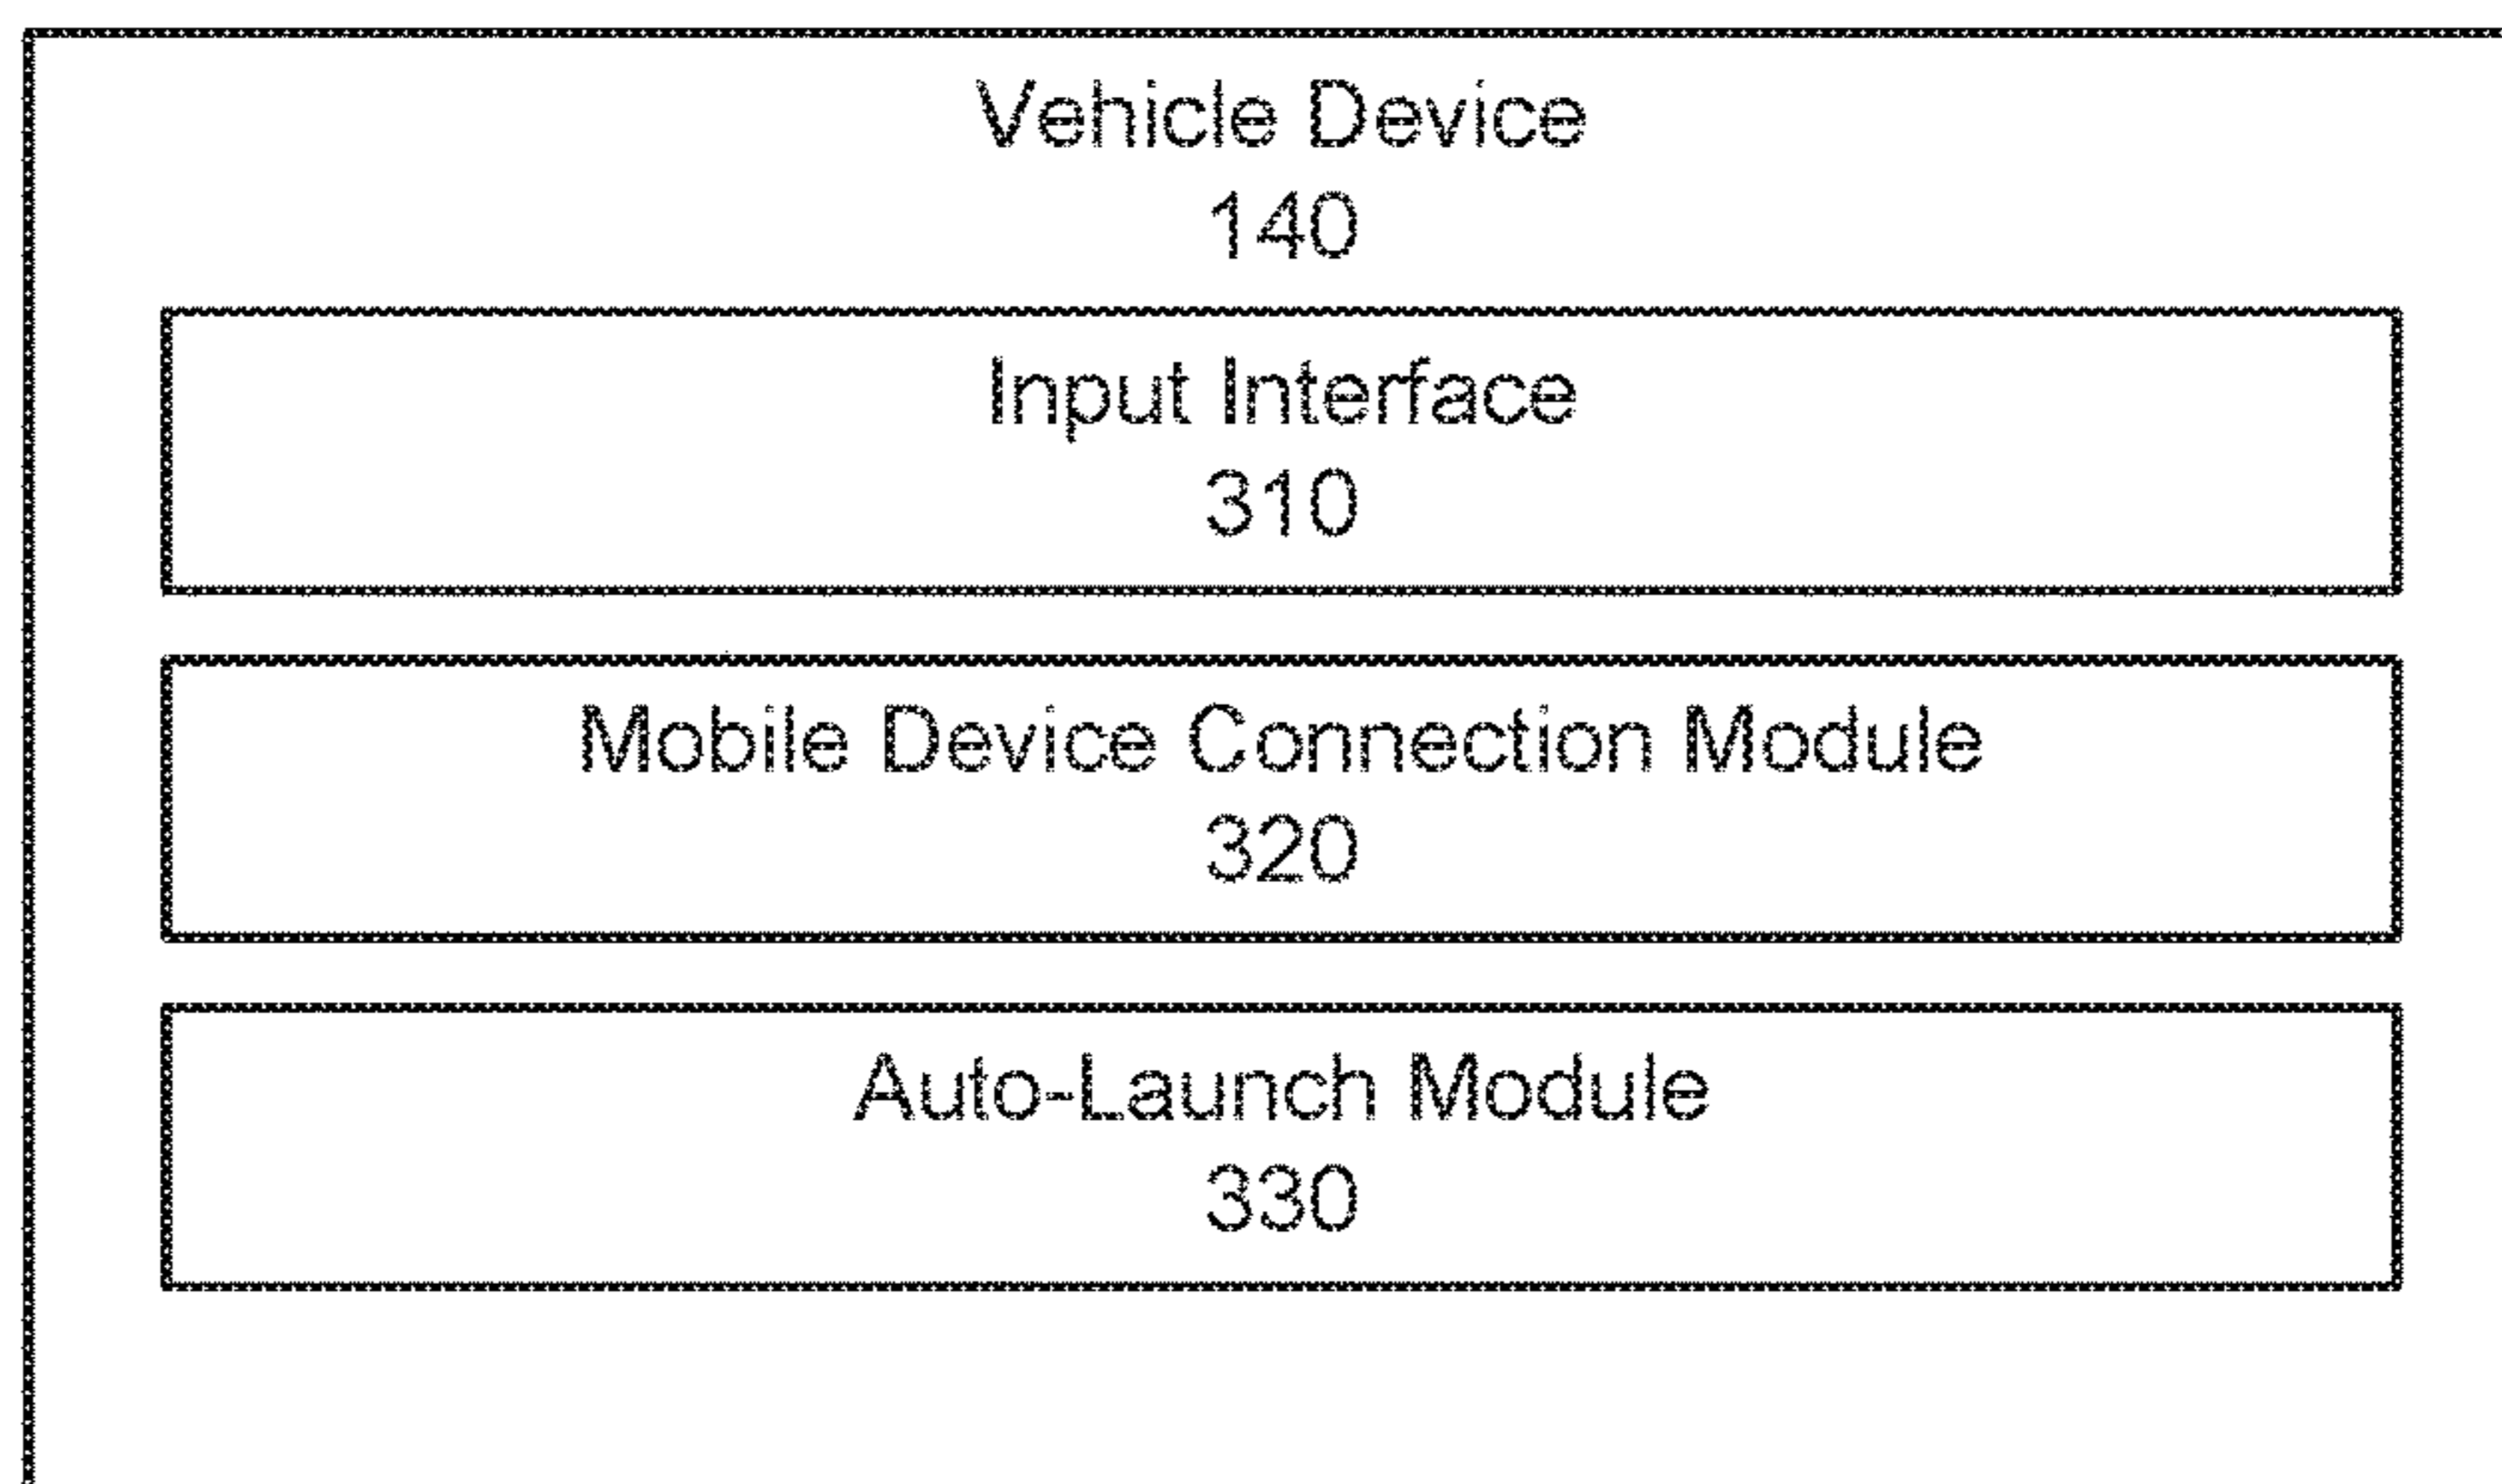 Vehicle Device
140
Input Interface
310
Mobile Device Connection Module
320
Auto-Launch Module
330